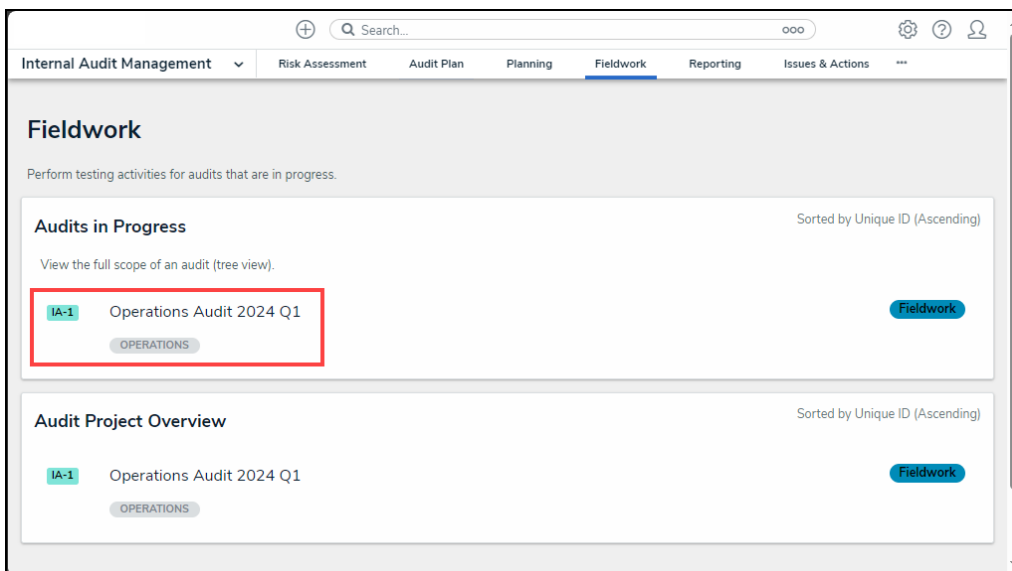 Search...
Internal Audit Management Risk Assessment Audit Plan Planning Fieldwork Reporting Issues & Actions
Fieldwork
Perform testing activities for audits that are in progress.
Audits in Progress Sorted by Unique ID (Ascending)
View the full scope of an audit (tree view).
IA-1 Operations Audit 2024 Q1 Fieldwork
OPERATIONS
Audit Project Overview Sorted by Unique ID (Ascending)
IA-1 Operations Audit 2024 Q1 Fieldwork
OPERATIONS